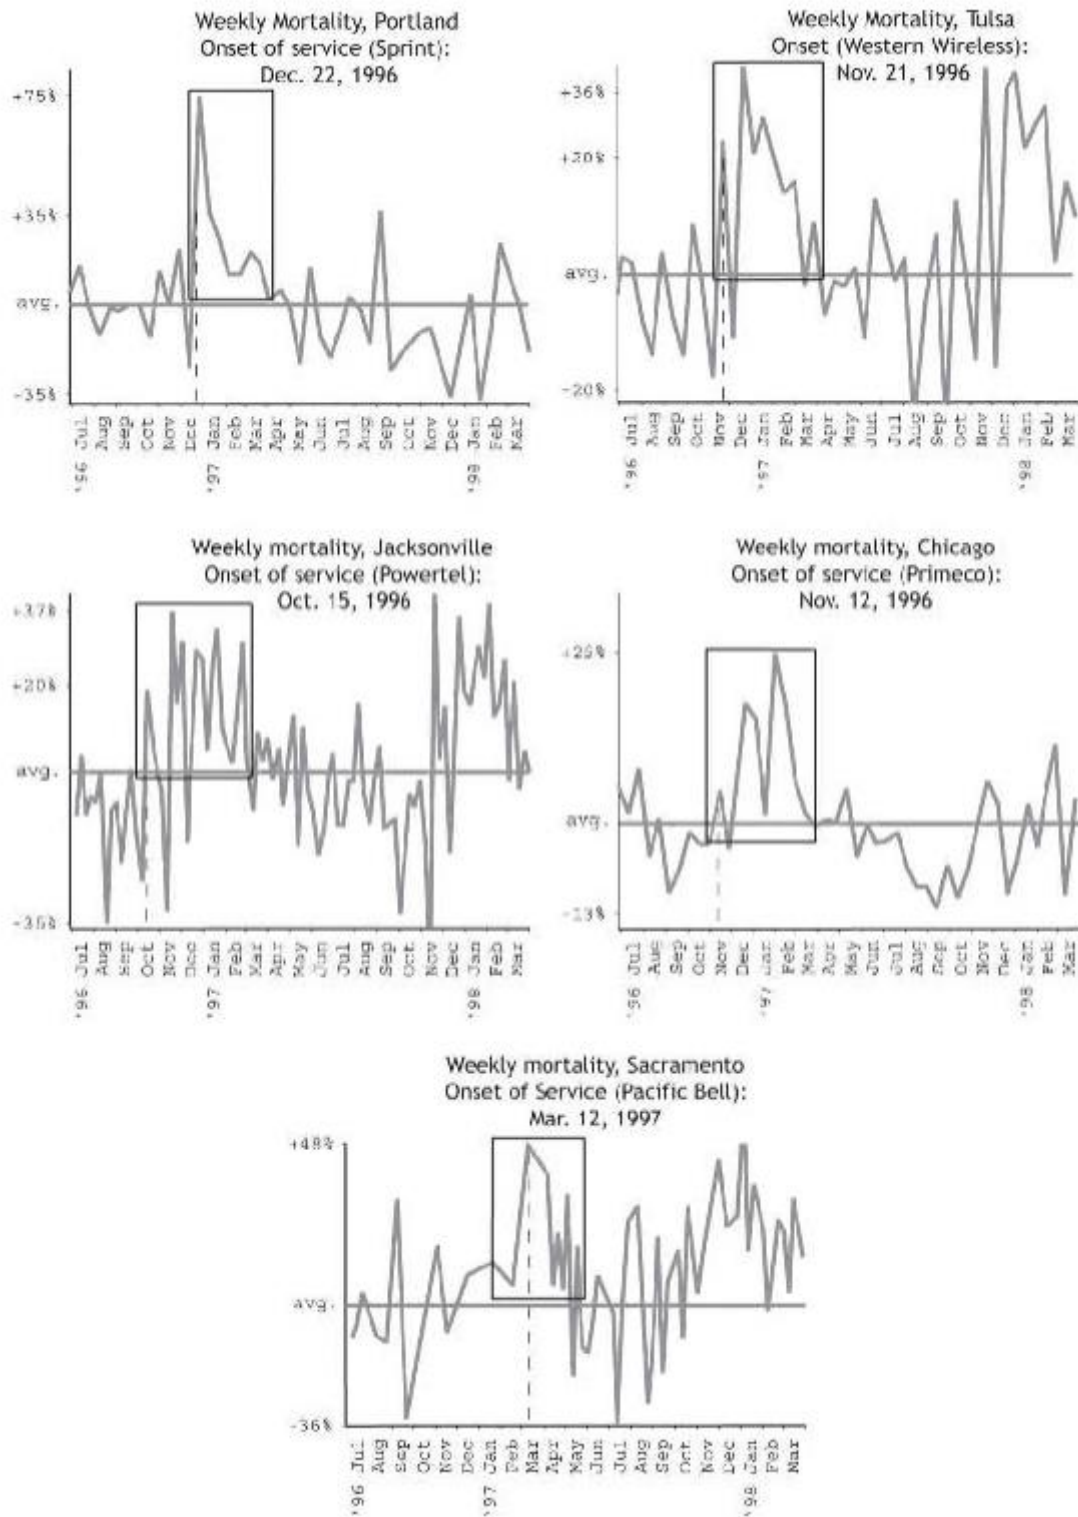 Weekly Mortality, Portland
Onset of service (Sprint):
Dec. 22, 1996
+75%
+35%
avg.
-35%
'96 Jul Aug Sep Oct Nov Dec '97 Jan Feb Mar Apr May Jun Jul Aug Sep Oct Nov Dec '98 Jan Feb Mar
Weekly Mortality, Tulsa
Onset (Western Wireless):
Nov. 21, 1996
+36%
+20%
avg.
-20%
'96 Jul Aug Sep Oct Nov Dec '97 Jan Feb Mar Apr May Jun Jul Aug Sep Oct Nov Dec '98 Jan Feb Mar
Weekly mortality, Jacksonville
Onset of service (Powertel):
Oct. 15, 1996
+37%
+20%
avg.
-35%
'96 Jul Aug Sep Oct Nov Dec '97 Jan Feb Mar Apr May Jun Jul Aug Sep Oct Nov Dec '98 Jan Feb Mar
Weekly mortality, Chicago
Onset of service (Primeco):
Nov. 12, 1996
+25%
avg.
-13%
'96 Jul Aug Sep Oct Nov Dec '97 Jan Feb Mar Apr May Jun Jul Aug Sep Oct Nov Dec '98 Jan Feb Mar
Weekly mortality, Sacramento
Onset of Service (Pacific Bell):
Mar. 12, 1997
+48%
avg.
-36%
'96 Jul Aug Sep Oct Nov Dec '97 Jan Feb Mar Apr May Jun Jul Aug Sep Oct Nov Dec '98 Jan Feb Mar